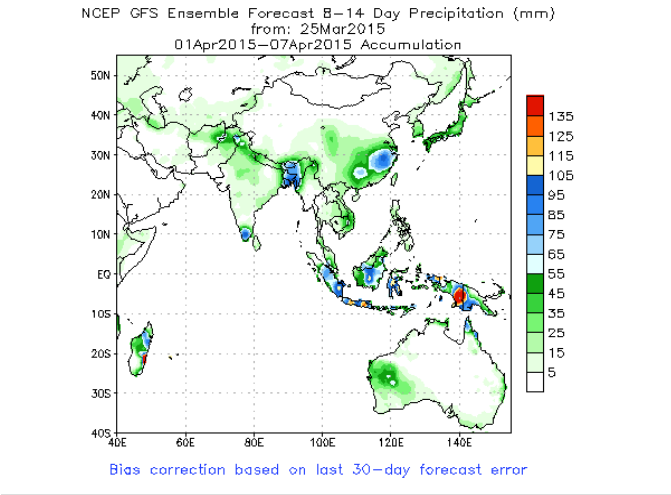 NCEP GFS Ensemble Forecast 8-14 Day Precipitation (mm)
from: 25Mar2015
01Apr2015-07Apr2015 Accumulation
50N
40N
30N
20N
10N
EQ
10S
20S
30S
40S
40E
60E
80E
100E
120E
140E
135
125
115
105
95
85
75
65
55
45
35
25
15
5
Bias correction based on last 30-day forecast error